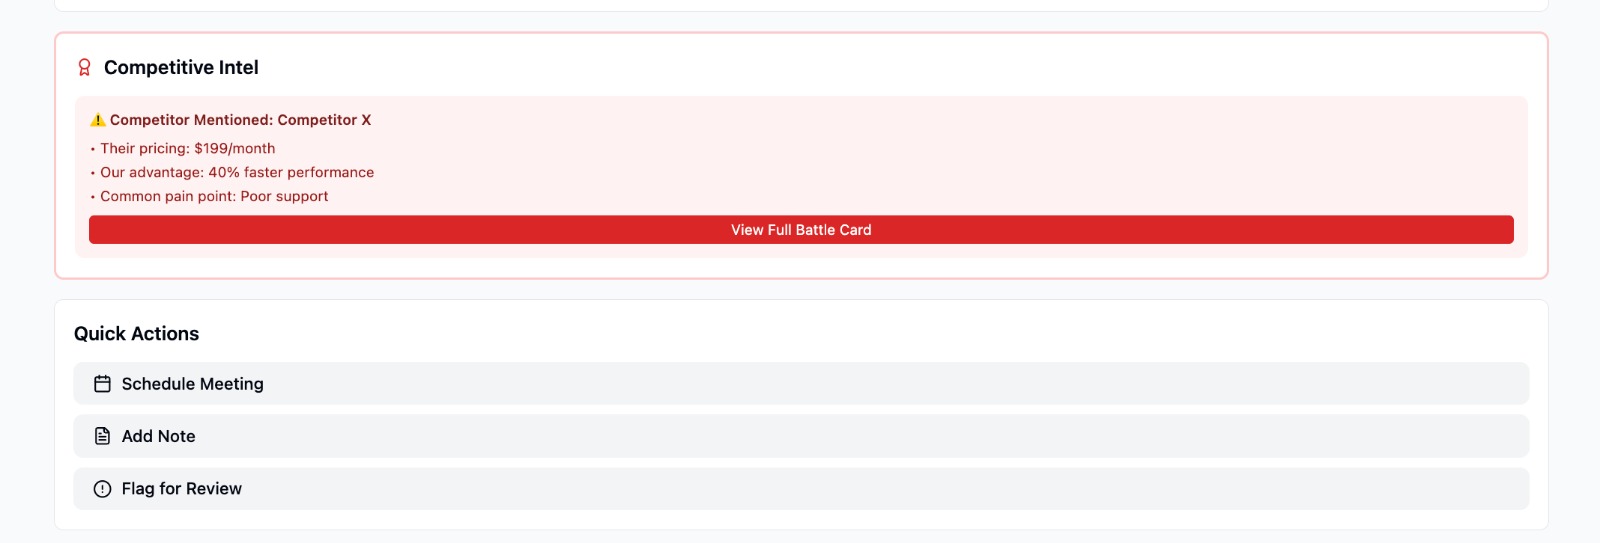 Competitive Intel
⚠️ Competitor Mentioned: Competitor X
• Their pricing: $199/month
• Our advantage: 40% faster performance
• Common pain point: Poor support
View Full Battle Card
Quick Actions
Schedule Meeting
Add Note
Flag for Review